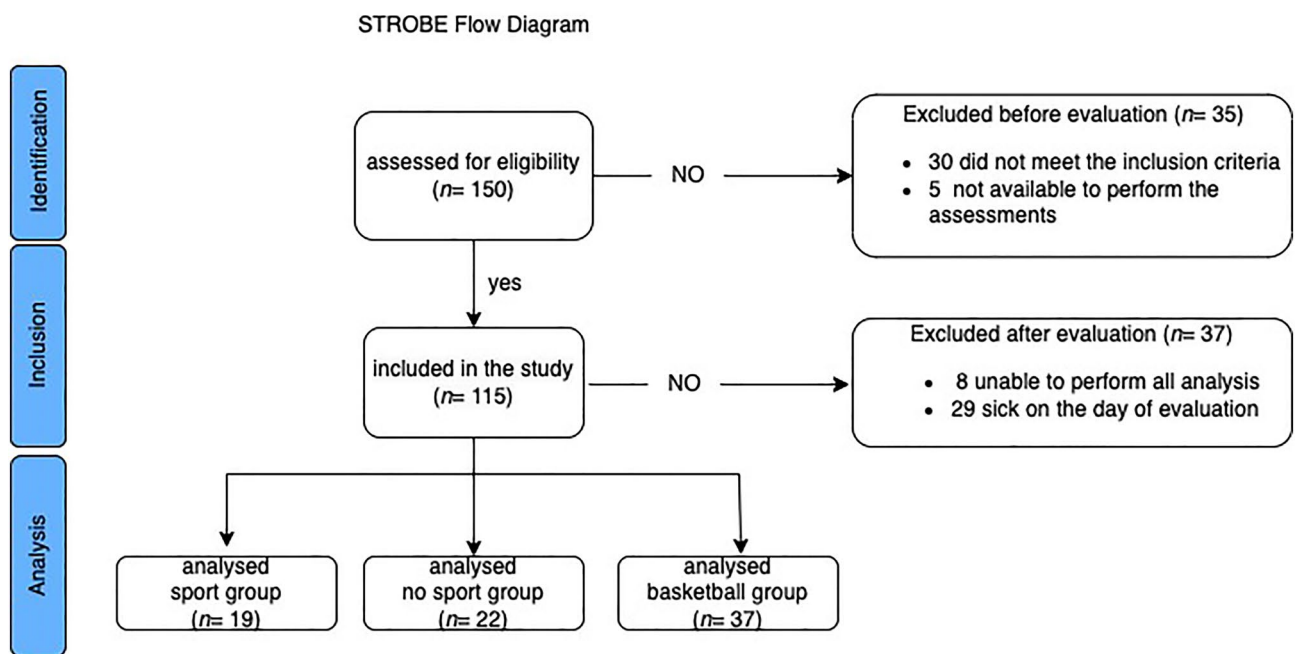 STROBE Flow Diagram
Identification
assessed for eligibility
(n= 150)
NO
Excluded before evaluation (n= 35)
• 30 did not meet the inclusion criteria
• 5 not available to perform the
assessments
yes
Inclusion
included in the study
(n= 115)
NO
Excluded after evaluation (n= 37)
• 8 unable to perform all analysis
• 29 sick on the day of evaluation
Analysis
analysed
sport group
(n= 19)
analysed
no sport group
(n= 22)
analysed
basketball group
(n= 37)